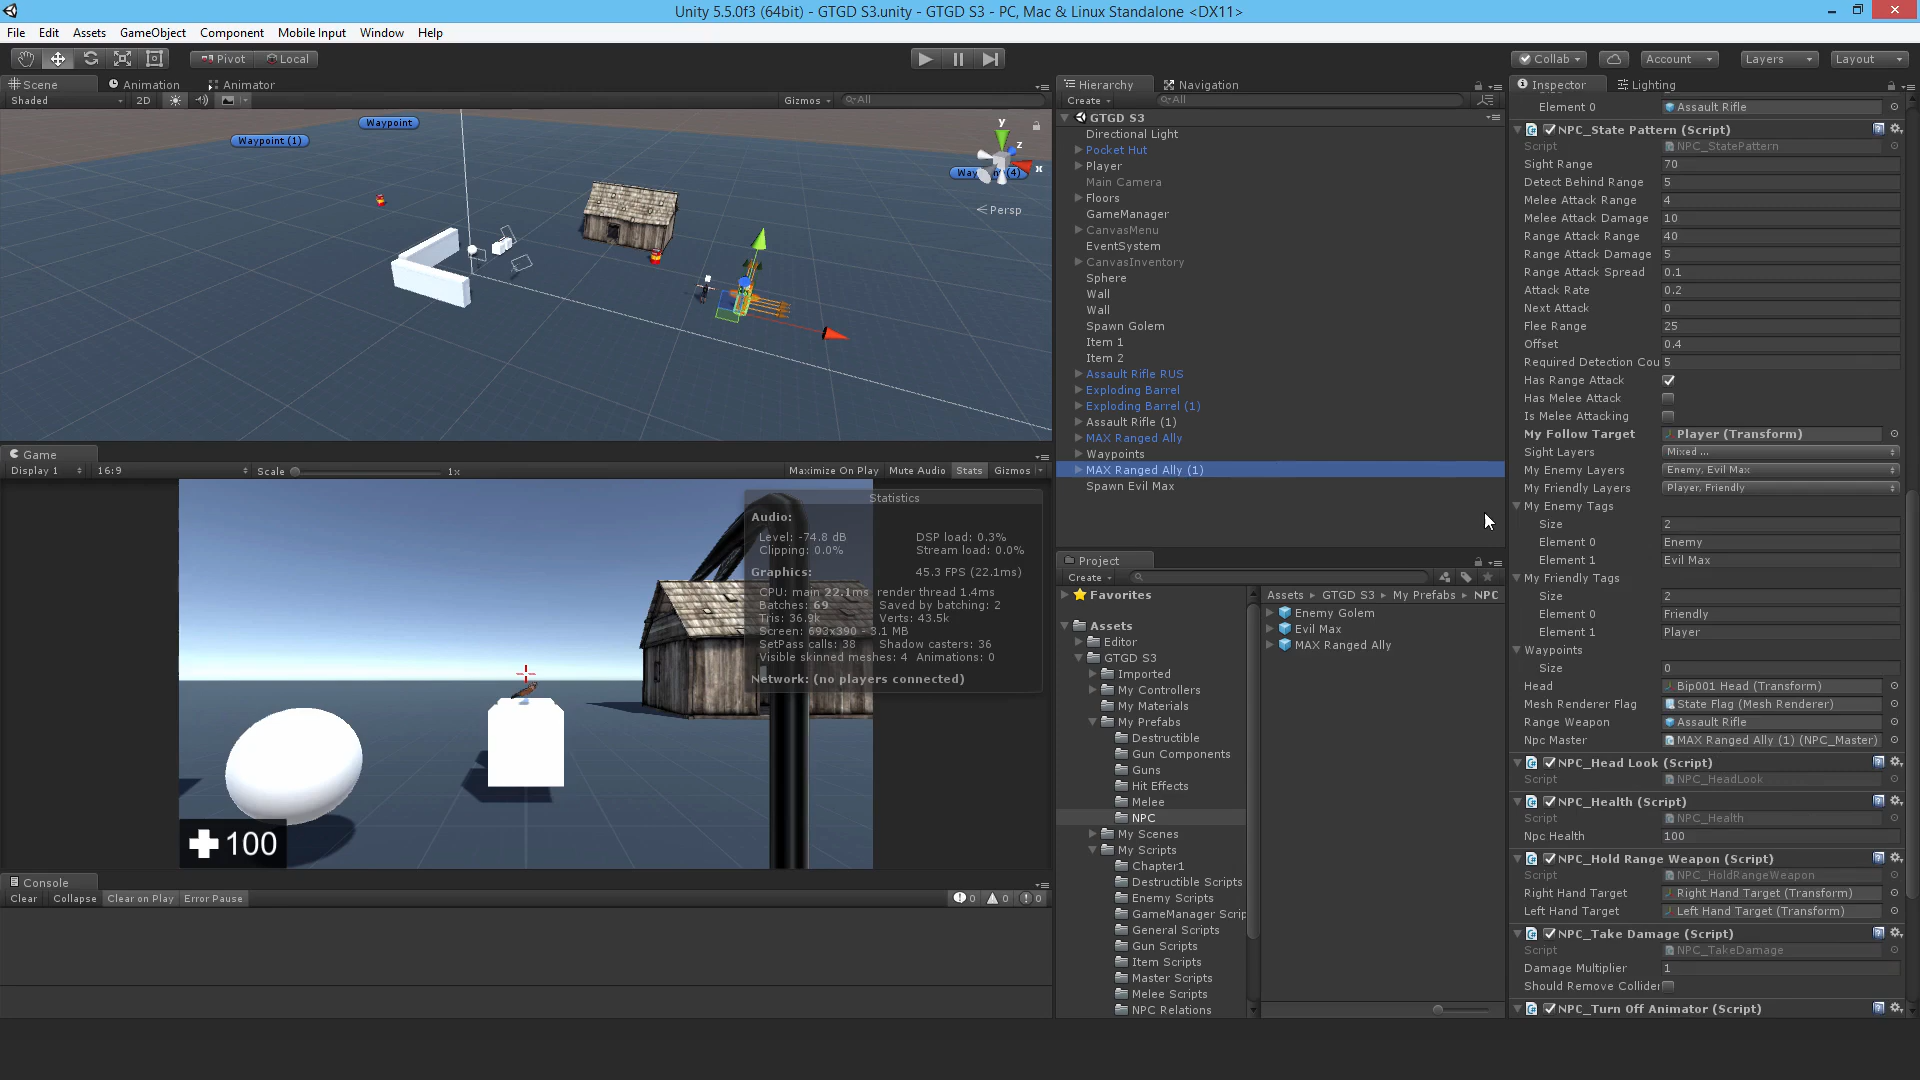 Unity 5.5.0f3 (64bit) - GTGD S3.unity - GTGD S3 - PC, Mac & Linux Standalone <DX11>
File Edit Assets GameObject Component Mobile Input Window Help
Pivot Local Collab Account Layers Layout
Scene Animation Animator
Shaded 2D Gizmos All
Waypoint
Waypoint (1)
y
z
x
Persp
Game
Display 1 16:9 Scale 1x Maximize On Play Mute Audio Stats Gizmos
Statistics
Audio:
Level: -74.8 dB DSP load: 0.3%
Clipping: 0.0% Stream load: 0.0%
Graphics: 45.3 FPS (22.1ms)
CPU: main 22.1ms render thread 1.4ms
Batches: 69 Saved by batching: 2
Tris: 36.9k Verts: 43.5k
Screen: 693x390 - 3.1 MB
SetPass calls: 38 Shadow casters: 36
Visible skinned meshes: 4 Animations: 0
Network: (no players connected)
100
Console
Clear Collapse Clear on Play Error Pause 0 0 0
Hierarchy Navigation
Create All
GTGD S3
Directional Light
Pocket Hut
Player
Main Camera
Floors
GameManager
CanvasMenu
EventSystem
CanvasInventory
Sphere
Wall
Wall
Spawn Golem
Item 1
Item 2
Assault Rifle RUS
Exploding Barrel
Exploding Barrel (1)
Assault Rifle (1)
MAX Ranged Ally
Waypoints
MAX Ranged Ally (1)
Spawn Evil Max
Project
Create
Favorites
Assets
Editor
GTGD S3
Imported
My Controllers
My Materials
My Prefabs
Destructible
Gun Components
Guns
Hit Effects
Melee
NPC
My Scenes
My Scripts
Chapter1
Destructible Scripts
Enemy Scripts
GameManager Scrip
General Scripts
Gun Scripts
Item Scripts
Master Scripts
Melee Scripts
NPC Relations
Assets GTGD S3 My Prefabs NPC
Enemy Golem
Evil Max
MAX Ranged Ally
Inspector Lighting
Element 0 Assault Rifle
NPC_State Pattern (Script)
Script NPC_StatePattern
Sight Range 70
Detect Behind Range 5
Melee Attack Range 4
Melee Attack Damage 10
Range Attack Range 40
Range Attack Damage 5
Range Attack Spread 0.1
Attack Rate 0.2
Next Attack 0
Flee Range 25
Offset 0.4
Required Detection Cou 5
Has Range Attack
Has Melee Attack
Is Melee Attacking
My Follow Target Player (Transform)
Sight Layers Mixed ...
My Enemy Layers Enemy, Evil Max
My Friendly Layers Player, Friendly
My Enemy Tags
Size 2
Element 0 Enemy
Element 1 Evil Max
My Friendly Tags
Size 2
Element 0 Friendly
Element 1 Player
Waypoints
Size 0
Head Bip001 Head (Transform)
Mesh Renderer Flag State Flag (Mesh Renderer)
Range Weapon Assault Rifle
Npc Master MAX Ranged Ally (1) (NPC_Master)
NPC_Head Look (Script)
Script NPC_HeadLook
NPC_Health (Script)
Script NPC_Health
Npc Health 100
NPC_Hold Range Weapon (Script)
Script NPC_HoldRangeWeapon
Right Hand Target Right Hand Target (Transform)
Left Hand Target Left Hand Target (Transform)
NPC_Take Damage (Script)
Script NPC_TakeDamage
Damage Multiplier 1
Should Remove Collider
NPC_Turn Off Animator (Script)